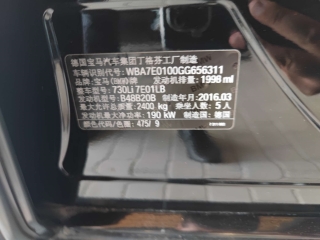 德国宝马汽车集团丁格芬工厂制造
车辆识别代号: WBA7E0100GG656311
品牌: 宝马(BMW)牌 发动机排量: 1998 ml
整车型号: 730Li 7E01LB
发动机型号: B48B20B 制造年月: 2016.03
最大允许总质量: 2400 kg 乘坐人数: 5 人
发动机最大净功率: 190 kW 制造国: 德国
颜色代码/色面: 475/ 9